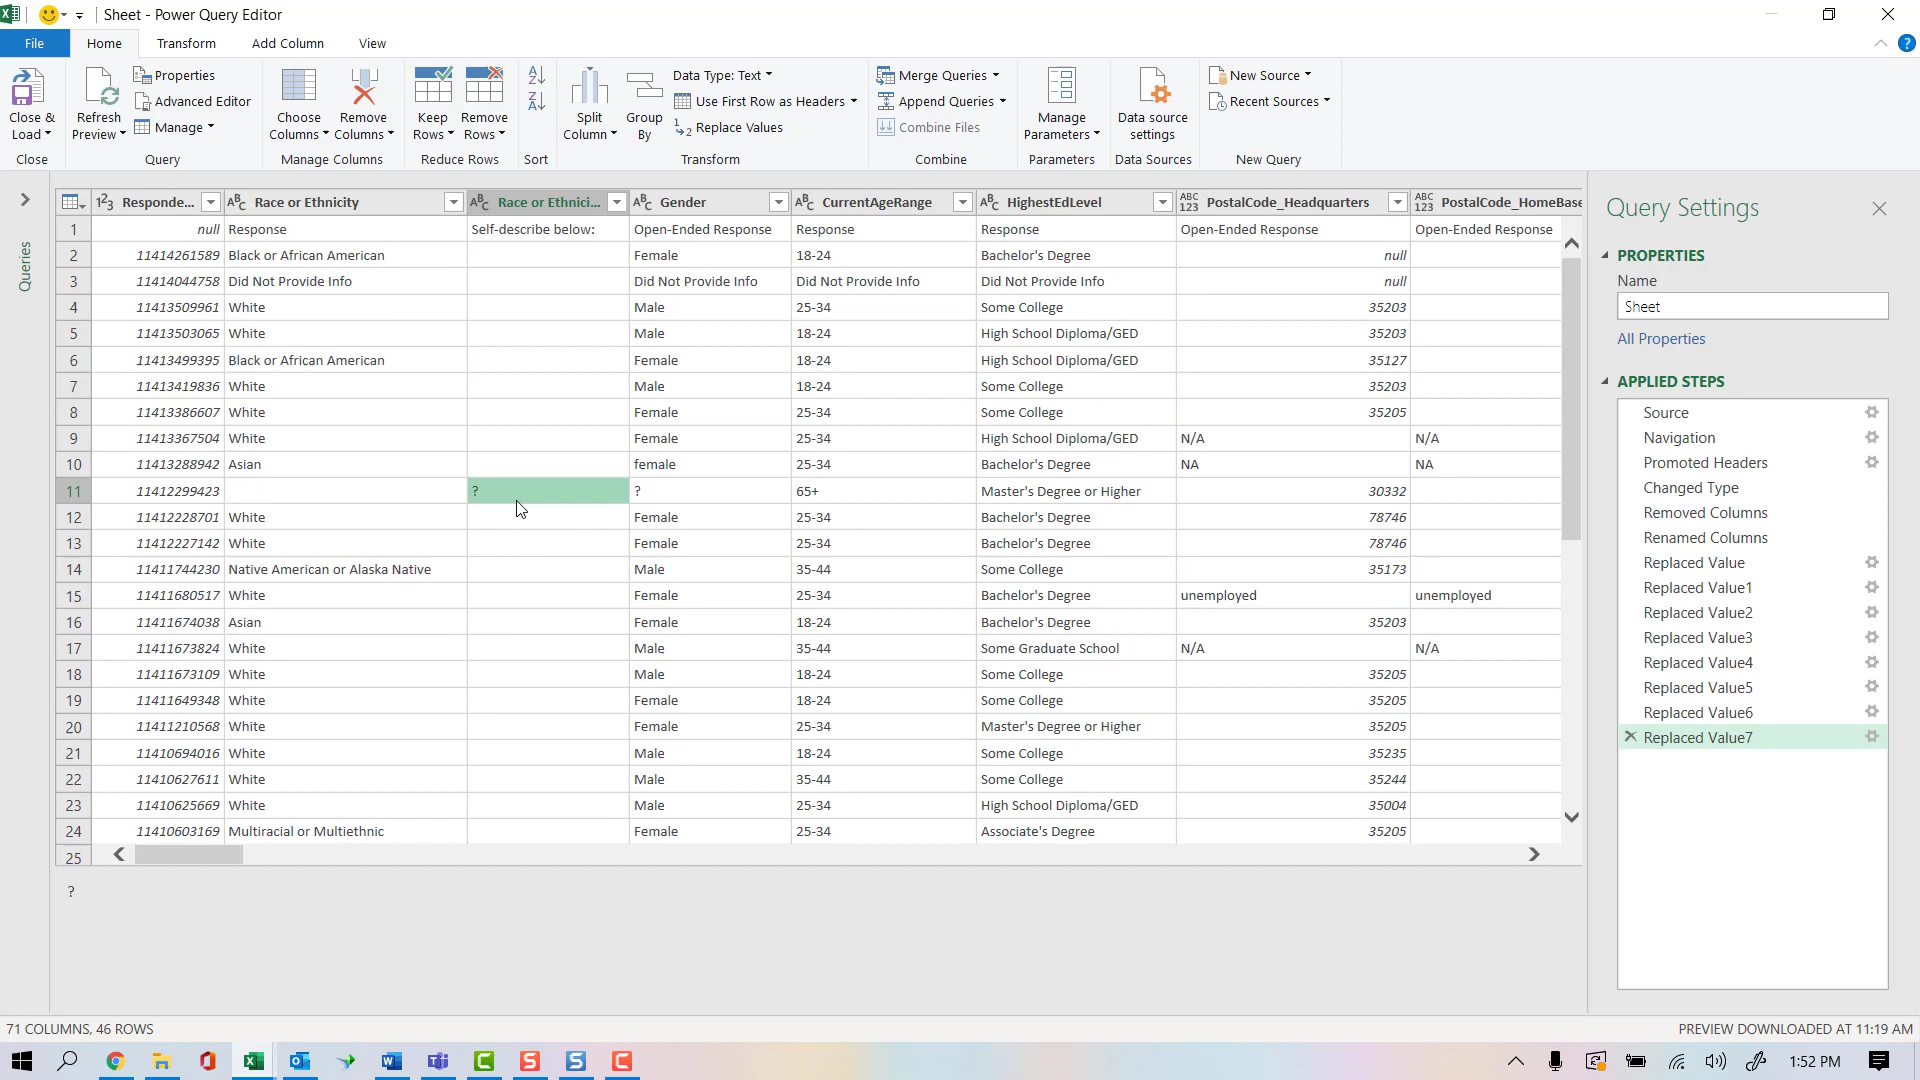 Sheet - Power Query Editor
File Home Transform Add Column View
Close & Load
Close
Refresh Preview
Properties
Advanced Editor
Manage
Query
Choose Columns
Remove Columns
Manage Columns
Keep Rows
Remove Rows
Reduce Rows
Sort
Split Column
Group By
Data Type: Text
Use First Row as Headers
Replace Values
Transform
Merge Queries
Append Queries
Combine Files
Combine
Manage Parameters
Parameters
Data source settings
Data Sources
New Source
Recent Sources
New Query
Queries
Responde... Race or Ethnicity Race or Ethnici... Gender CurrentAgeRange HighestEdLevel PostalCode_Headquarters PostalCode_HomeBase
1 null Response Self-describe below: Open-Ended Response Response Response Open-Ended Response Open-Ended Response
2 11414261589 Black or African American Female 18-24 Bachelor's Degree null
3 11414044758 Did Not Provide Info Did Not Provide Info Did Not Provide Info Did Not Provide Info null
4 11413509961 White Male 25-34 Some College 35203
5 11413503065 White Male 18-24 High School Diploma/GED 35203
6 11413499395 Black or African American Female 18-24 High School Diploma/GED 35127
7 11413419836 White Male 18-24 Some College 35203
8 11413386607 White Female 25-34 Some College 35205
9 11413367504 White Female 25-34 High School Diploma/GED N/A N/A
10 11413288942 Asian female 25-34 Bachelor's Degree NA NA
11 11412299423 ? ? 65+ Master's Degree or Higher 30332
12 11412228701 White Female 25-34 Bachelor's Degree 78746
13 11412227142 White Female 25-34 Bachelor's Degree 78746
14 11411744230 Native American or Alaska Native Male 35-44 Some College 35173
15 11411680517 White Female 25-34 Bachelor's Degree unemployed unemployed
16 11411674038 Asian Female 18-24 Bachelor's Degree 35203
17 11411673824 White Male 35-44 Some Graduate School N/A N/A
18 11411673109 White Male 18-24 Some College 35205
19 11411649348 White Female 18-24 Some College 35205
20 11411210568 White Female 25-34 Master's Degree or Higher 35205
21 11410694016 White Male 18-24 Some College 35235
22 11410627611 White Male 35-44 Some College 35244
23 11410625669 White Male 25-34 High School Diploma/GED 35004
24 11410603169 Multiracial or Multiethnic Female 25-34 Associate's Degree 35205
25
?
Query Settings
PROPERTIES
Name
Sheet
All Properties
APPLIED STEPS
Source
Navigation
Promoted Headers
Changed Type
Removed Columns
Renamed Columns
Replaced Value
Replaced Value1
Replaced Value2
Replaced Value3
Replaced Value4
Replaced Value5
Replaced Value6
Replaced Value7
71 COLUMNS, 46 ROWS
PREVIEW DOWNLOADED AT 11:19 AM
1:52 PM